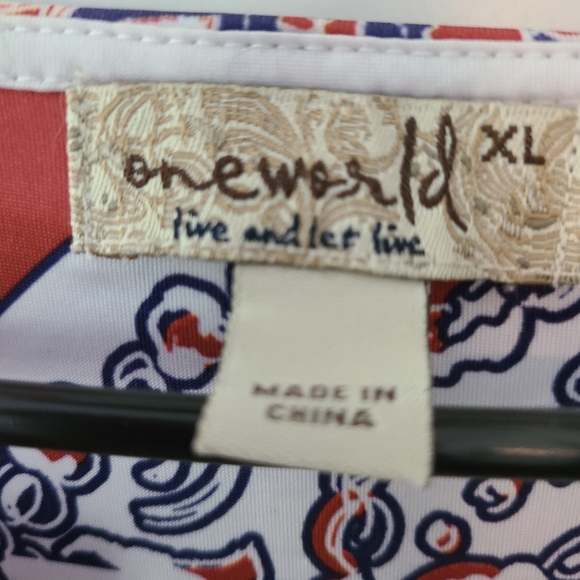 oneworld XL
live and let live
MADE IN
CHINA